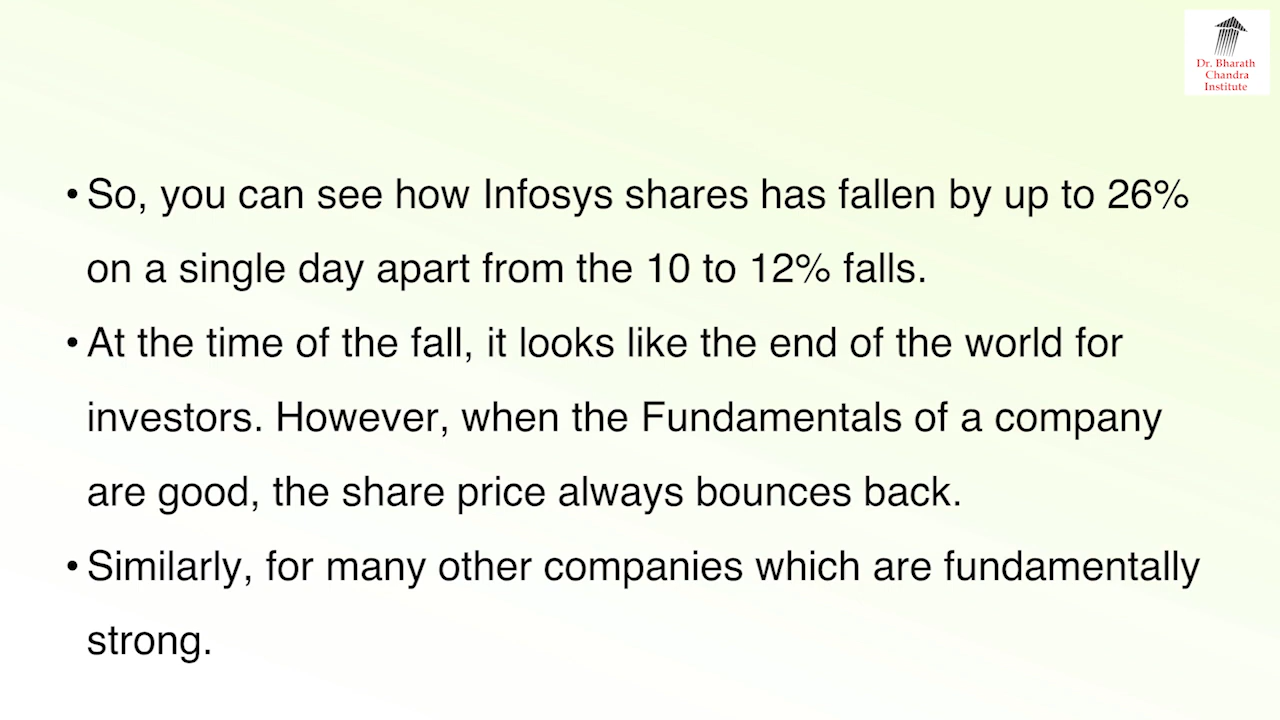 Dr. Bharath
Chandra
Institute
• So, you can see how Infosys shares has fallen by up to 26%
on a single day apart from the 10 to 12% falls.
• At the time of the fall, it looks like the end of the world for
investors. However, when the Fundamentals of a company
are good, the share price always bounces back.
• Similarly, for many other companies which are fundamentally
strong.